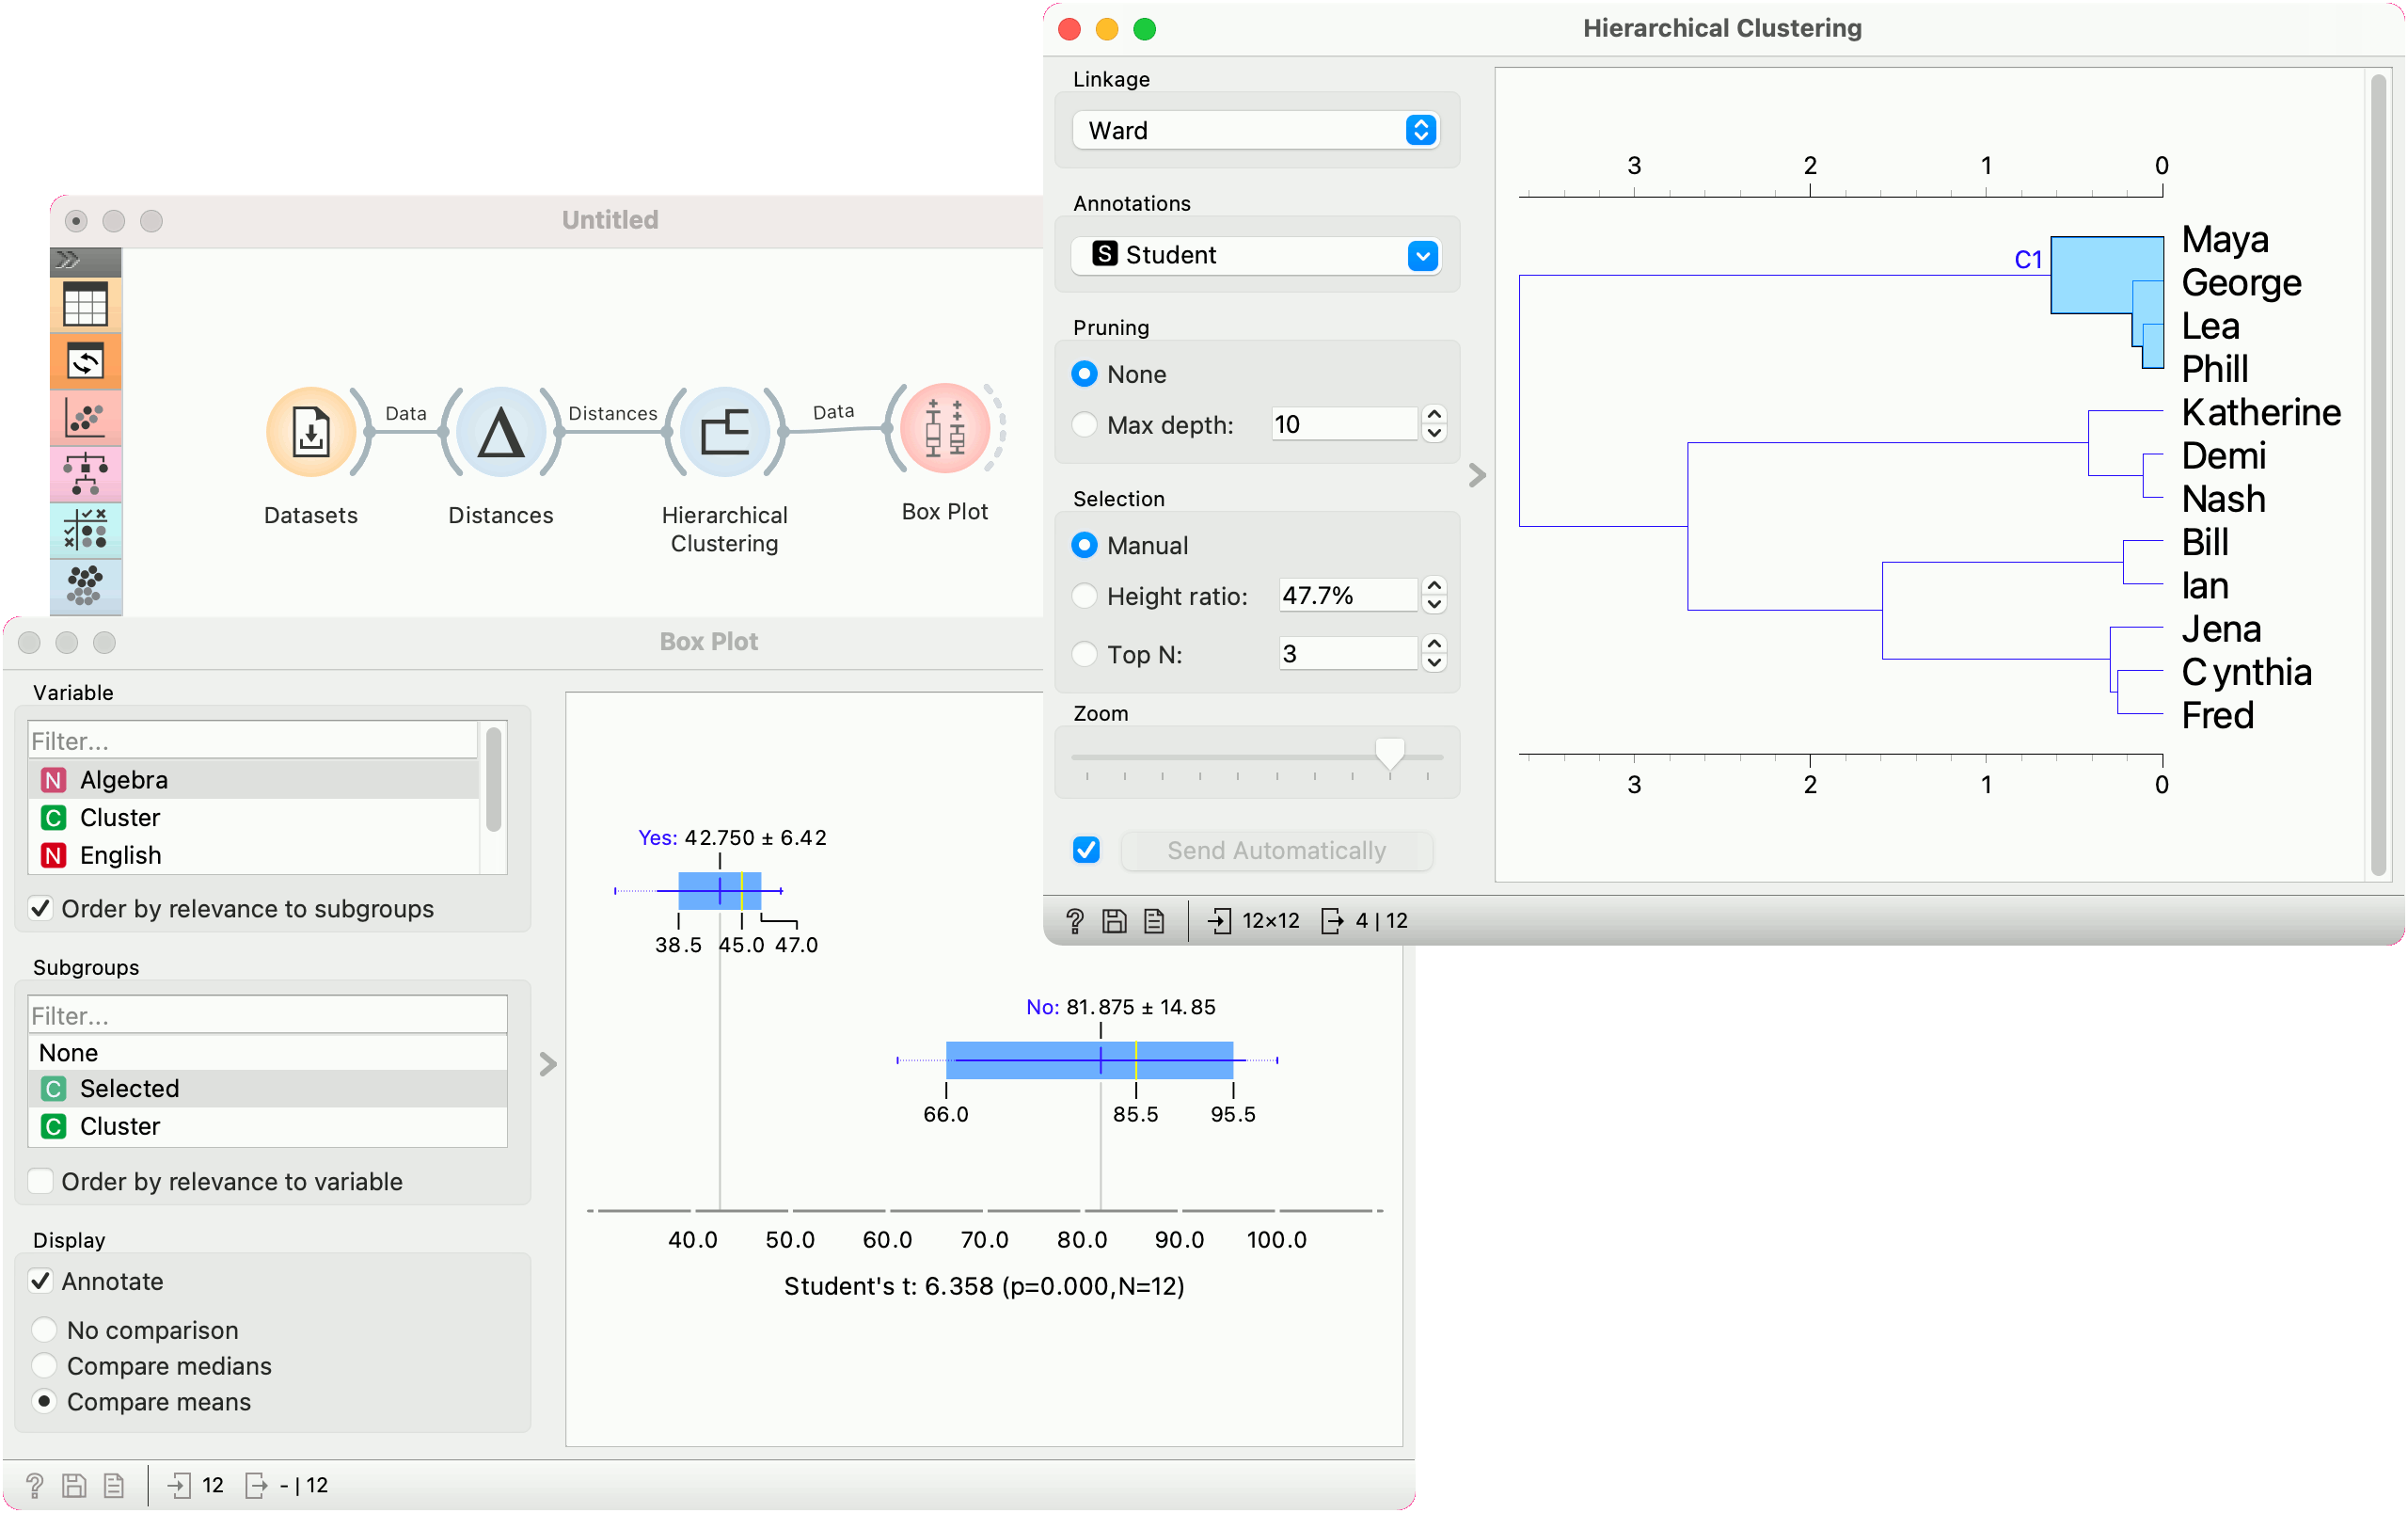 Hierarchical Clustering
Linkage
Ward
Annotations
S Student
Pruning
None
Max depth: 10
Selection
Manual
Height ratio: 47.7%
Top N: 3
Zoom
Send Automatically
? 12×12 4 | 12
3 2 1 0
C1
Maya
George
Lea
Phill
Katherine
Demi
Nash
Bill
Ian
Jena
Cynthia
Fred
3 2 1 0
Untitled
Data Distances Data
Datasets Distances Hierarchical Clustering Box Plot
Box Plot
Variable
Filter...
N Algebra
C Cluster
N English
Order by relevance to subgroups
Subgroups
Filter...
None
C Selected
C Cluster
Order by relevance to variable
Display
Annotate
No comparison
Compare medians
Compare means
? 12 - | 12
Yes: 42.750 ± 6.42
38.5 45.0 47.0
No: 81.875 ± 14.85
66.0 85.5 95.5
40.0 50.0 60.0 70.0 80.0 90.0 100.0
Student's t: 6.358 (p=0.000,N=12)